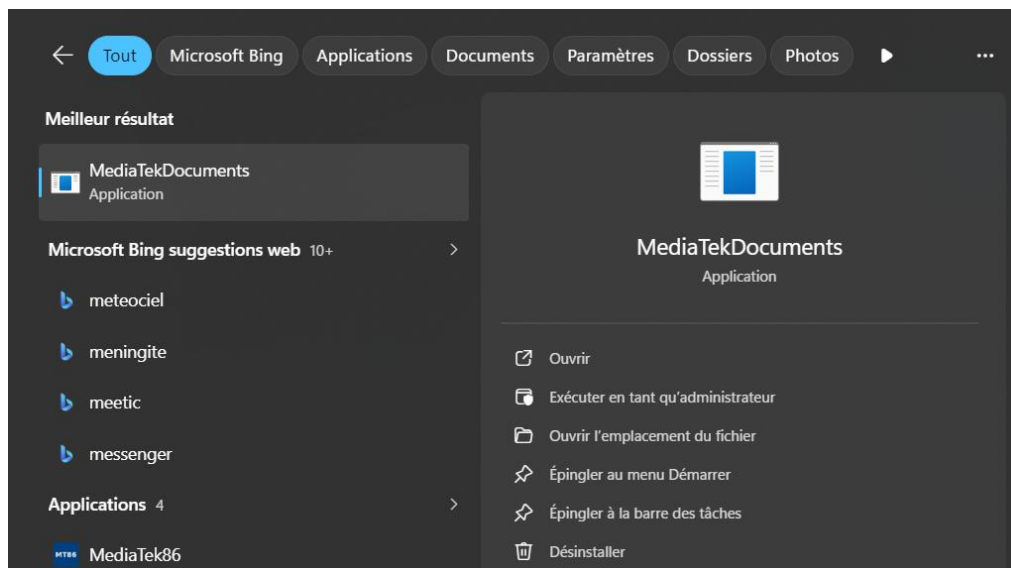 Tout Microsoft Bing Applications Documents Paramètres Dossiers Photos
Meilleur résultat
MediaTekDocuments
Application
Microsoft Bing suggestions web 10+
meteociel
meningite
meetic
messenger
Applications 4
MT86 MediaTek86
MediaTekDocuments
Application
Ouvrir
Exécuter en tant qu'administrateur
Ouvrir l'emplacement du fichier
Épingler au menu Démarrer
Épingler à la barre des tâches
Désinstaller